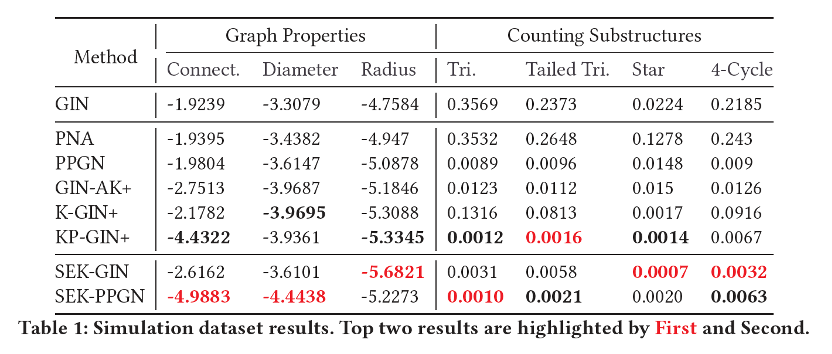 Method Graph Properties Counting Substructures
Connect. Diameter Radius Tri. Tailed Tri. Star 4-Cycle
GIN -1.9239 -3.3079 -4.7584 0.3569 0.2373 0.0224 0.2185
PNA -1.9395 -3.4382 -4.947 0.3532 0.2648 0.1278 0.243
PPGN -1.9804 -3.6147 -5.0878 0.0089 0.0096 0.0148 0.009
GIN-AK+ -2.7513 -3.9687 -5.1846 0.0123 0.0112 0.015 0.0126
K-GIN+ -2.1782 -3.9695 -5.3088 0.1316 0.0813 0.0017 0.0916
KP-GIN+ -4.4322 -3.9361 -5.3345 0.0012 0.0016 0.0014 0.0067
SEK-GIN -2.6162 -3.6101 -5.6821 0.0031 0.0058 0.0007 0.0032
SEK-PPGN -4.9883 -4.4438 -5.2273 0.0010 0.0021 0.0020 0.0063
Table 1: Simulation dataset results. Top two results are highlighted by First and Second.